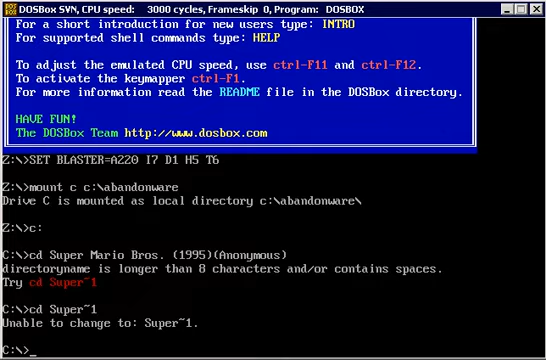 DOSBox SVN, CPU speed: 3000 cycles, Frameskip 0, Program: DOSBOX
For a short introduction for new users type: INTRO
For supported shell commands type: HELP
To adjust the emulated CPU speed, use ctrl-F11 and ctrl-F12.
To activate the keymapper ctrl-F1.
For more information read the README file in the DOSBox directory.
HAVE FUN!
The DOSBox Team http://www.dosbox.com
Z:\>SET BLASTER=A220 I7 D1 H5 T6
Z:\>mount c c:\abandonware
Drive C is mounted as local directory c:\abandonware\
Z:\>c:
C:\>cd Super Mario Bros. (1995)(Anonymous)
directoryname is longer than 8 characters and/or contains spaces.
Try cd Super~1
C:\>cd Super~1
Unable to change to: Super~1.
C:\>_